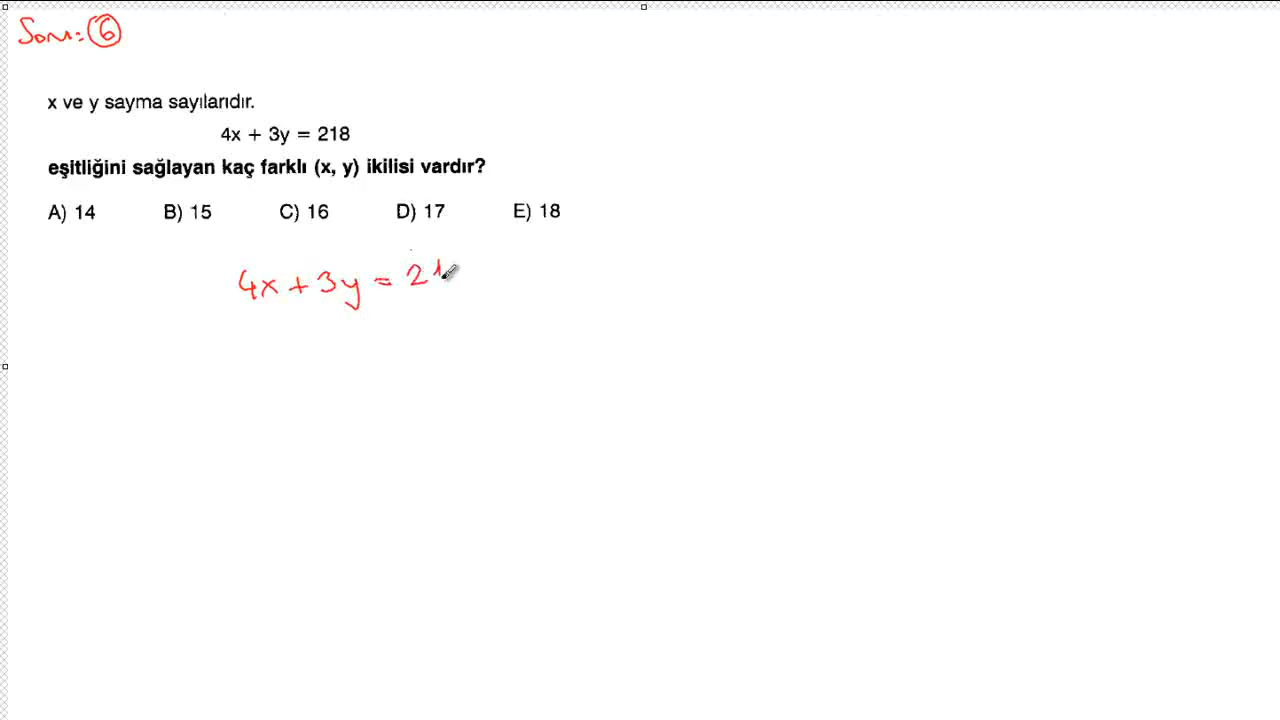 Soru: 6
x ve y sayma sayılarıdır.
4x + 3y = 218
eşitliğini sağlayan kaç farklı (x, y) ikilisi vardır?
A) 14 B) 15 C) 16 D) 17 E) 18
4x + 3y = 21